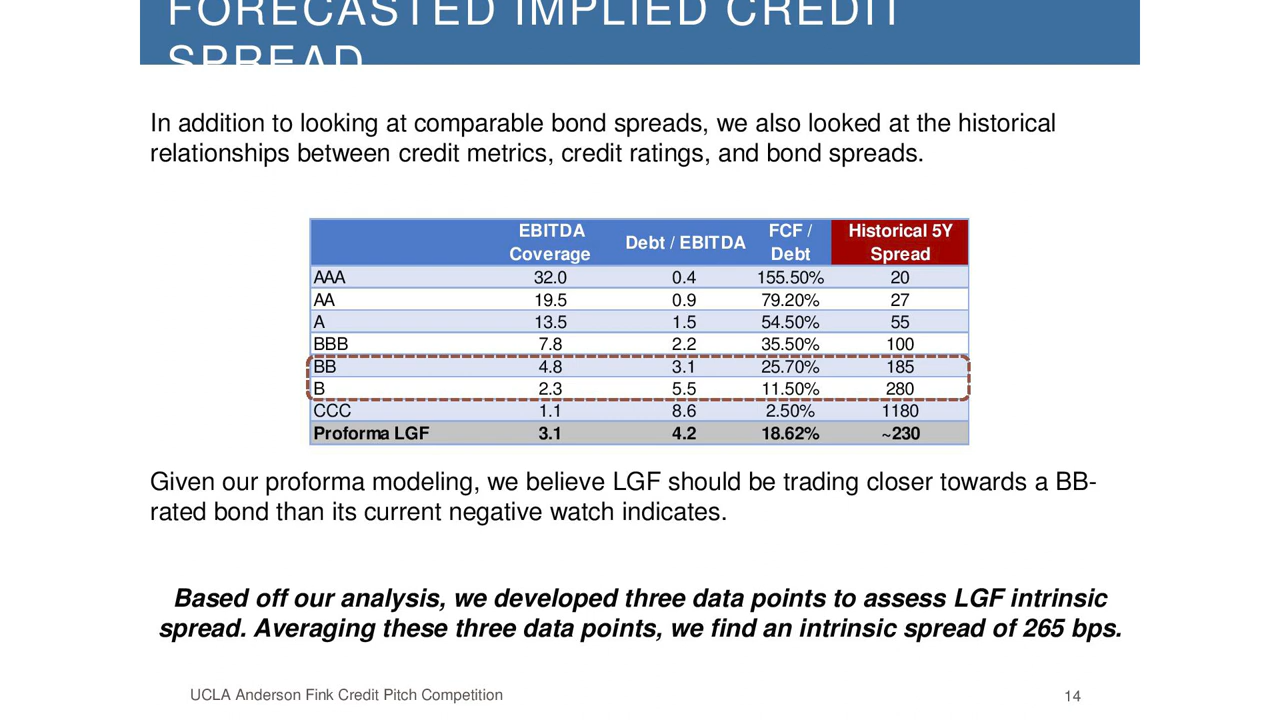 FORECASTED IMPLIED CREDIT
SPREAD
In addition to looking at comparable bond spreads, we also looked at the historical
relationships between credit metrics, credit ratings, and bond spreads.
EBITDA Coverage Debt / EBITDA FCF / Debt Historical 5Y Spread
AAA 32.0 0.4 155.50% 20
AA 19.5 0.9 79.20% 27
A 13.5 1.5 54.50% 55
BBB 7.8 2.2 35.50% 100
BB 4.8 3.1 25.70% 185
B 2.3 5.5 11.50% 280
CCC 1.1 8.6 2.50% 1180
Proforma LGF 3.1 4.2 18.62% ~230
Given our proforma modeling, we believe LGF should be trading closer towards a BB-
rated bond than its current negative watch indicates.
Based off our analysis, we developed three data points to assess LGF intrinsic
spread. Averaging these three data points, we find an intrinsic spread of 265 bps.
UCLA Anderson Fink Credit Pitch Competition
14